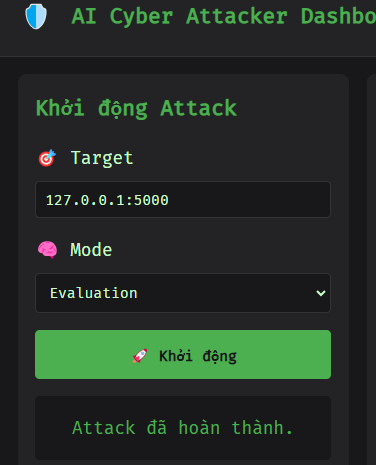 AI Cyber Attacker Dashbo
Khởi động Attack
Target
127.0.0.1:5000
Mode
Evaluation
Khởi động
Attack đã hoàn thành.